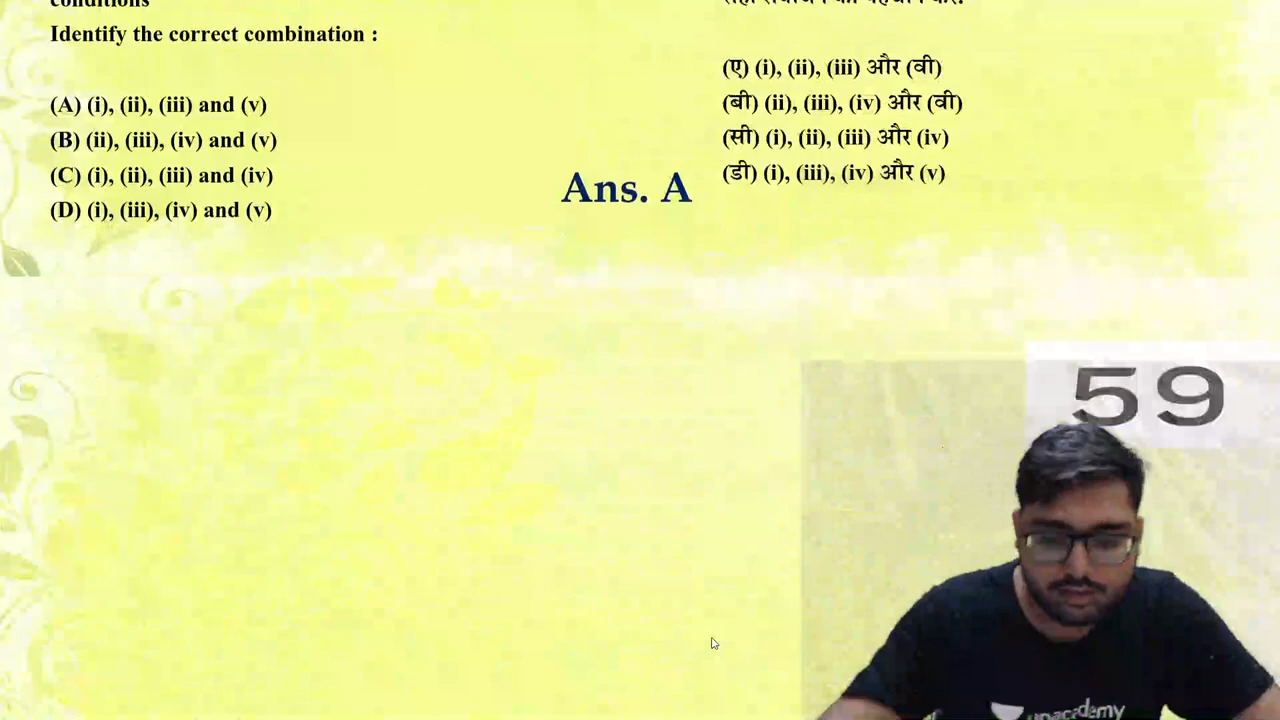 conditions
Identify the correct combination :
(A) (i), (ii), (iii) and (v)
(B) (ii), (iii), (iv) and (v)
(C) (i), (ii), (iii) and (iv)
(D) (i), (iii), (iv) and (v)
Ans. A
(ए) (i), (ii), (iii) और (वी)
(बी) (ii), (iii), (iv) और (वी)
(सी) (i), (ii), (iii) और (iv)
(डी) (i), (iii), (iv) और (v)
59
unacademy